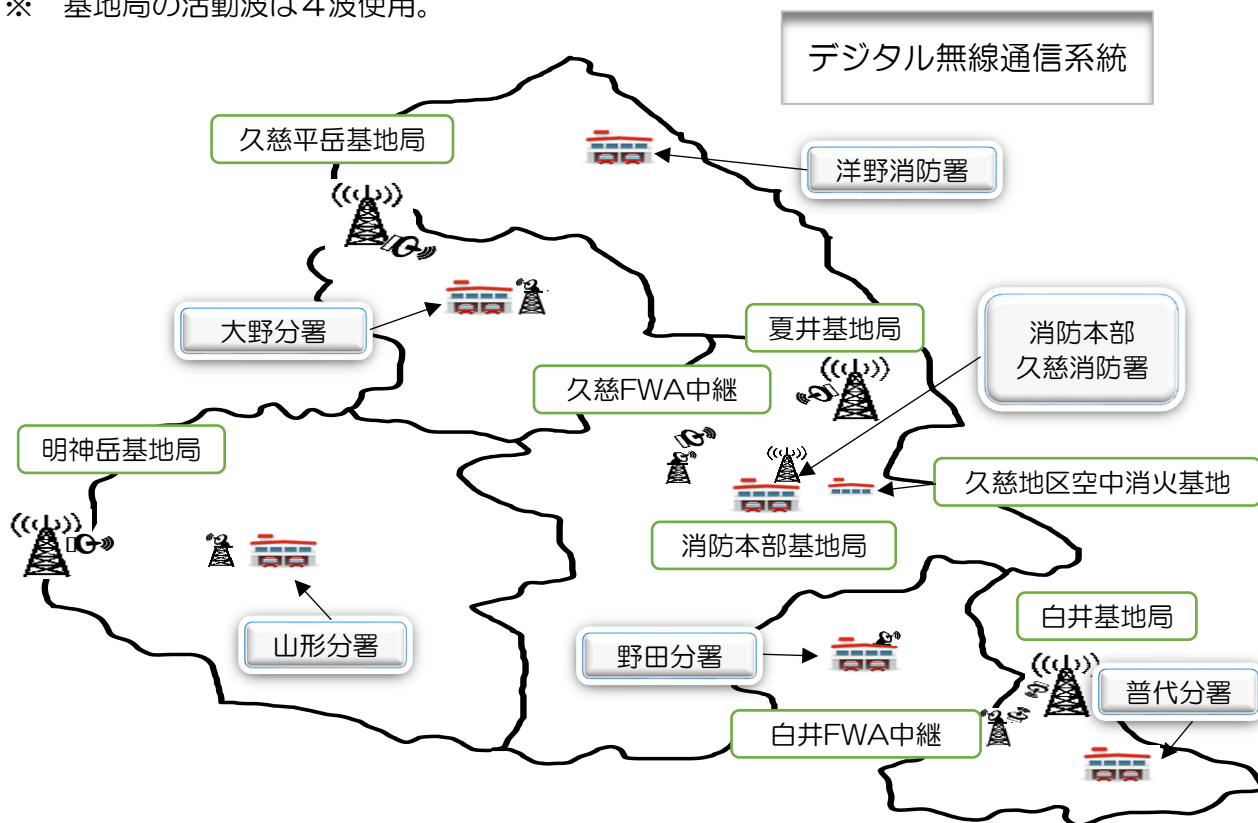 ※　基地局の活動波は４波使用。
デジタル無線通信系統
久慈平岳基地局
洋野消防署
大野分署
夏井基地局
消防本部
久慈消防署
久慈FWA中継
明神岳基地局
久慈地区空中消火基地
消防本部基地局
白井基地局
山形分署
野田分署
普代分署
白井FWA中継